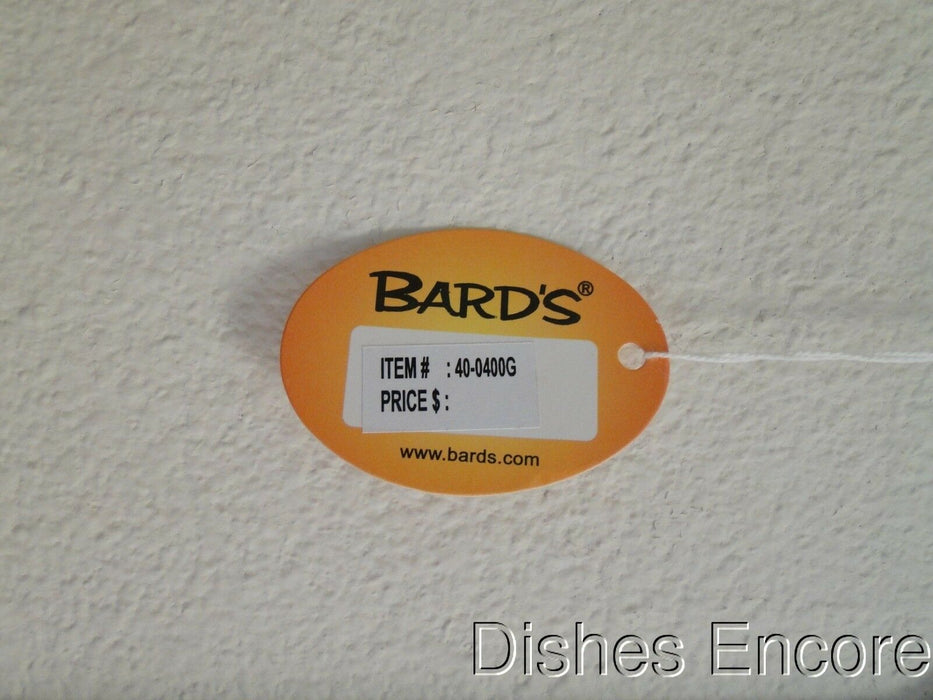 BARD'S®
ITEM # : 40-0400G
PRICE $ :
www.bards.com
Dishes Encore